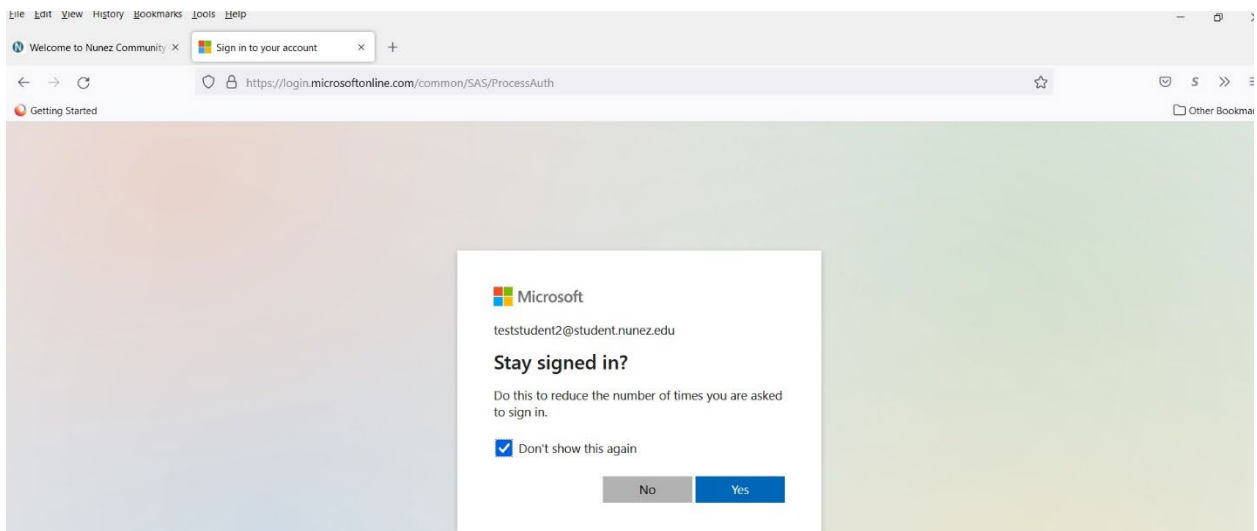 File Edit View History Bookmarks Tools Help
Welcome to Nunez Community
Sign in to your account
https://login.microsoftonline.com/common/SAS/ProcessAuth
S
Getting Started
Other Bookmar
Microsoft
teststudent2@student.nunez.edu
Stay signed in?
Do this to reduce the number of times you are asked
to sign in.
Don't show this again
No Yes